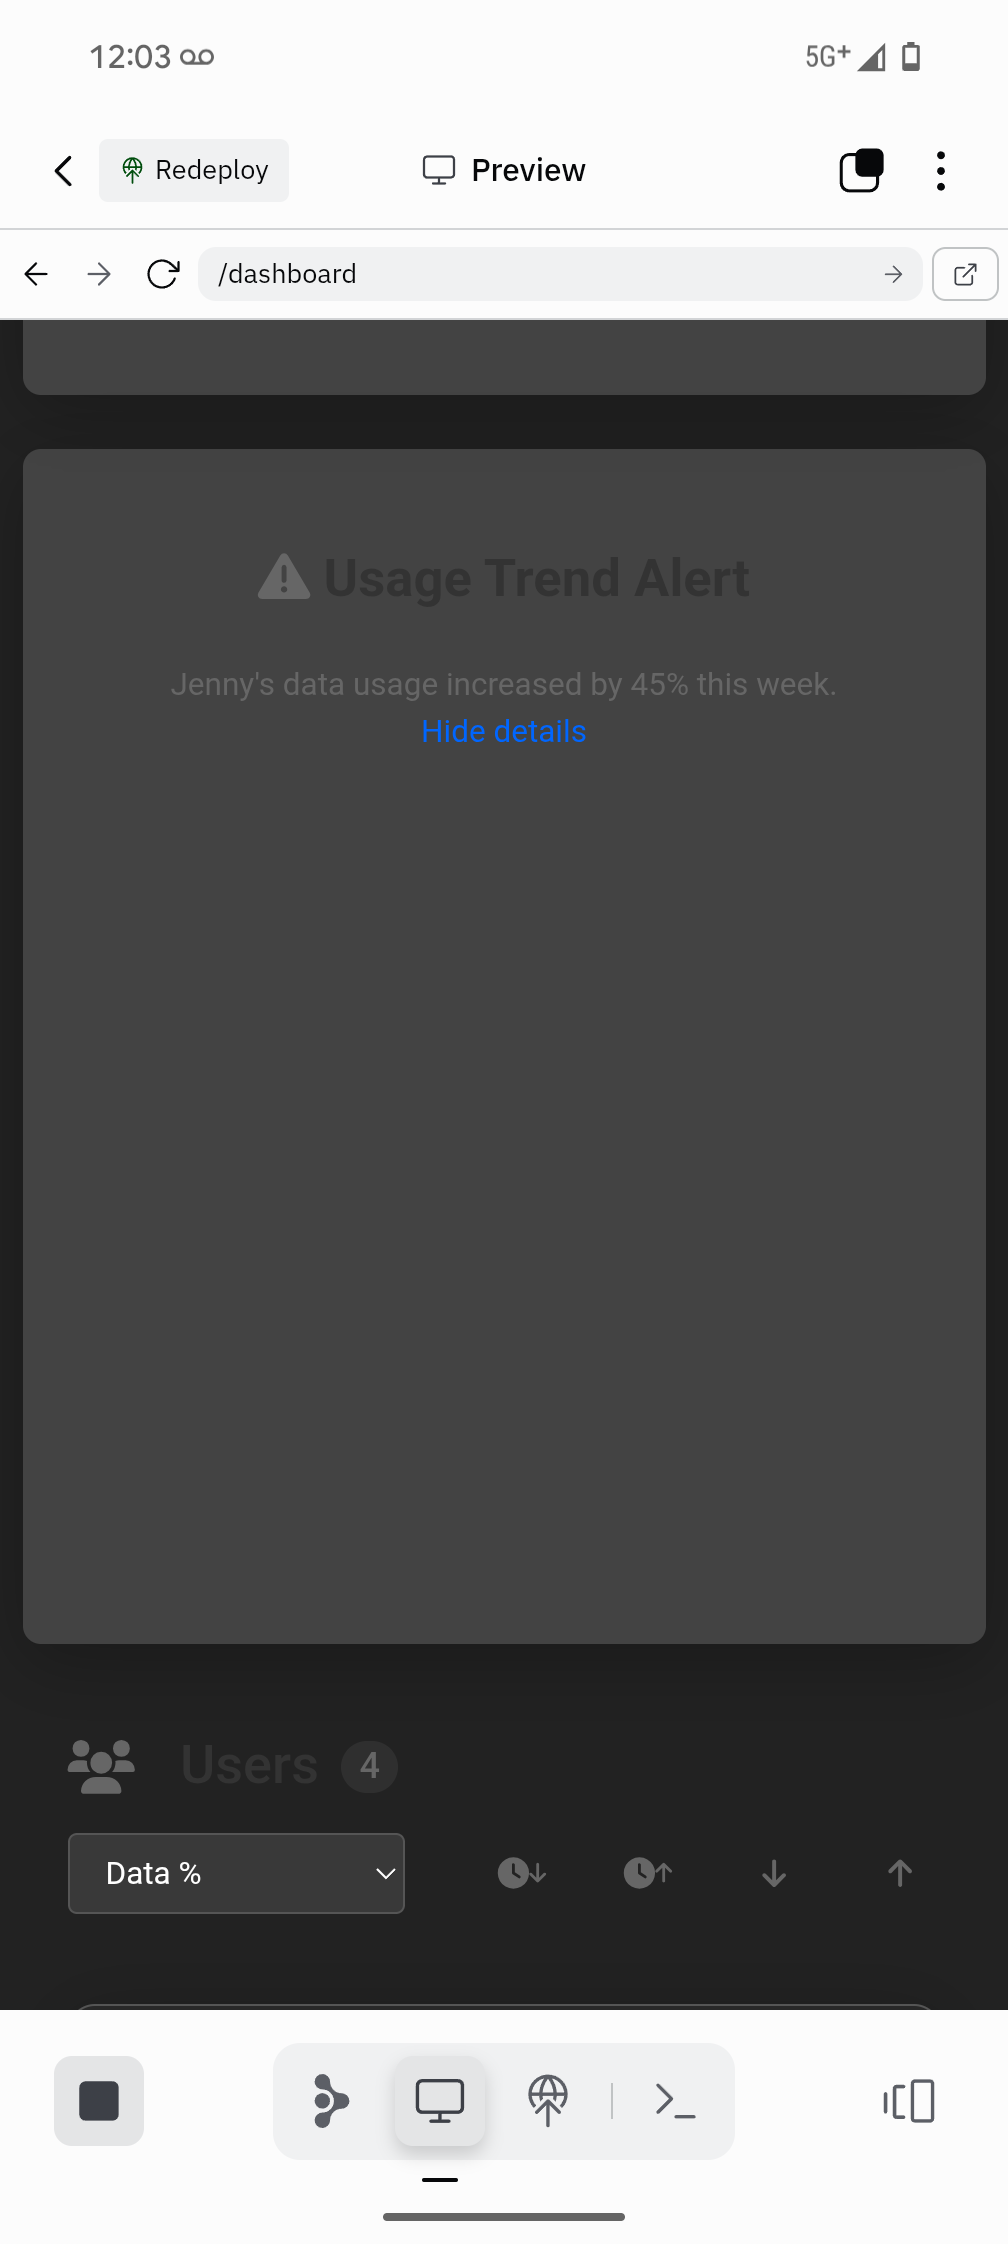 12:03
5G+
Redeploy
Preview
/dashboard
Usage Trend Alert
Jenny's data usage increased by 45% this week.
Hide details
Users 4
Data %